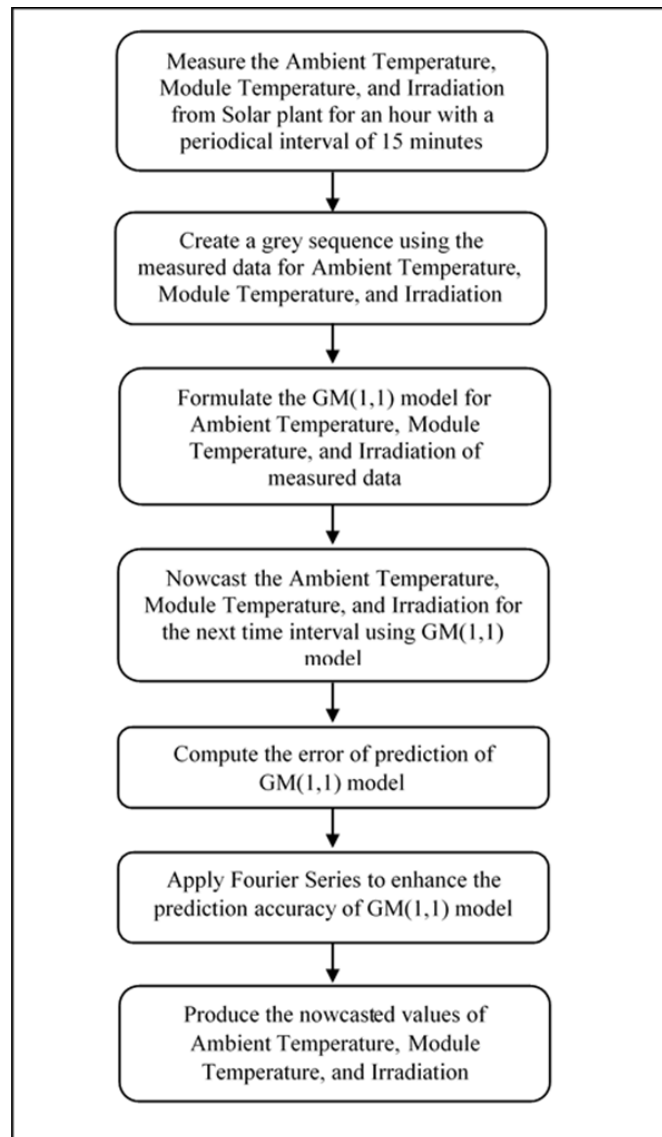 Measure the Ambient Temperature,
Module Temperature, and Irradiation
from Solar plant for an hour with a
periodical interval of 15 minutes
Create a grey sequence using the
measured data for Ambient Temperature,
Module Temperature, and Irradiation
Formulate the GM(1,1) model for
Ambient Temperature, Module
Temperature, and Irradiation of
measured data
Nowcast the Ambient Temperature,
Module Temperature, and Irradiation for
the next time interval using GM(1,1)
model
Compute the error of prediction of
GM(1,1) model
Apply Fourier Series to enhance the
prediction accuracy of GM(1,1) model
Produce the nowcasted values of
Ambient Temperature, Module
Temperature, and Irradiation